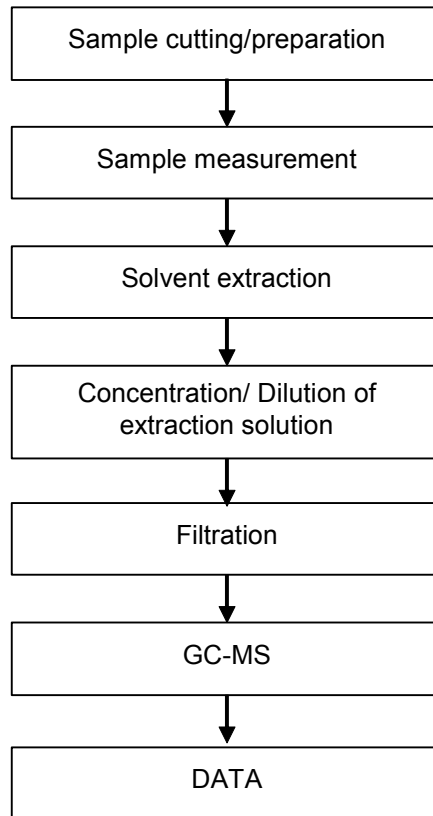 Sample cutting/preparation
Sample measurement
Solvent extraction
Concentration/ Dilution of
extraction solution
Filtration
GC-MS
DATA